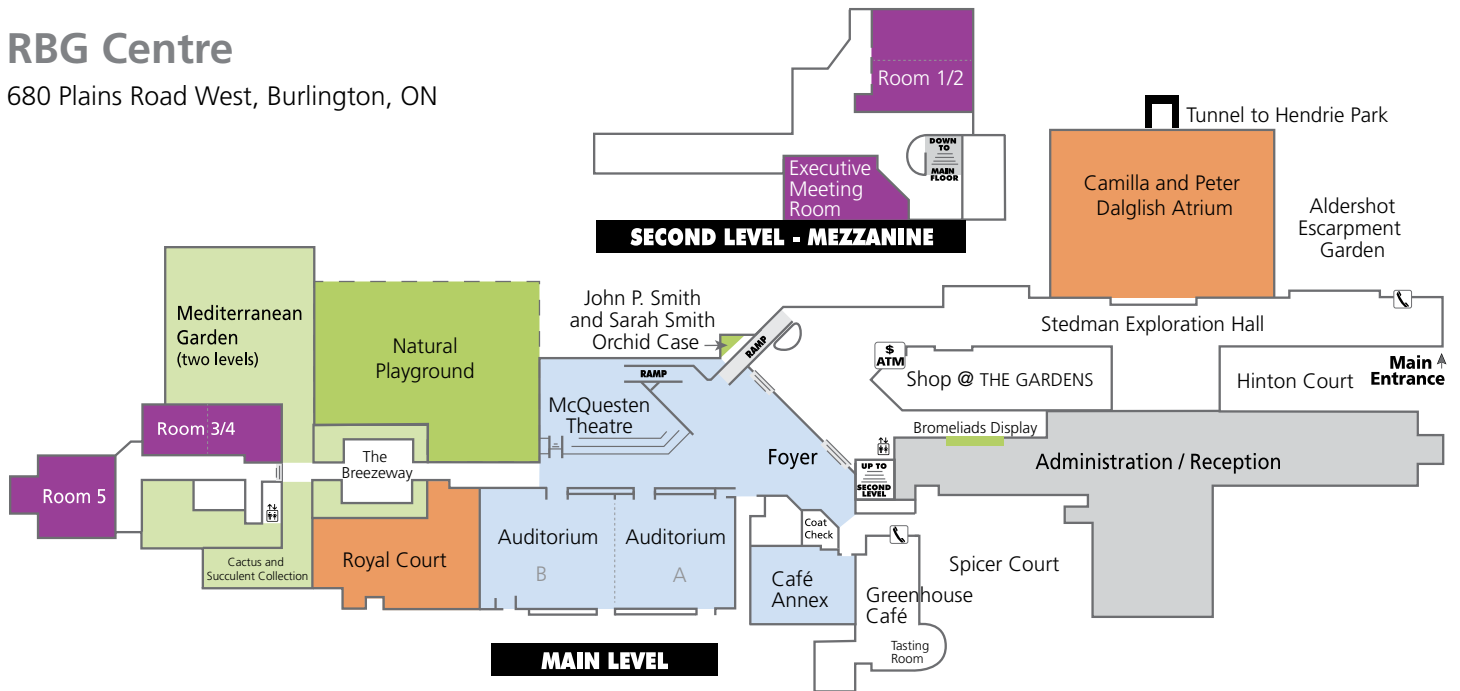 RBG Centre
680 Plains Road West, Burlington, ON
Room 1/2
DOWN
TO
MAIN
FLOOR
Executive
Meeting
Room
SECOND LEVEL - MEZZANINE
Tunnel to Hendrie Park
Camilla and Peter
Dalglish Atrium
Aldershot
Escarpment
Garden
Mediterranean
Garden
(two levels)
Natural
Playground
John P. Smith
and Sarah Smith
Orchid Case
RAMP
Stedman Exploration Hall
$
ATM
Shop @ THE GARDENS
Hinton Court
Main
Entrance
RAMP
McQuesten
Theatre
Room 3/4
The
Breezeway
Foyer
Bromeliads Display
UP TO
SECOND
LEVEL
Administration / Reception
Room 5
Cactus and
Succulent Collection
Royal Court
Auditorium
B
Auditorium
A
Coat
Check
Café
Annex
Greenhouse
Café
Spicer Court
Tasting
Room
MAIN LEVEL